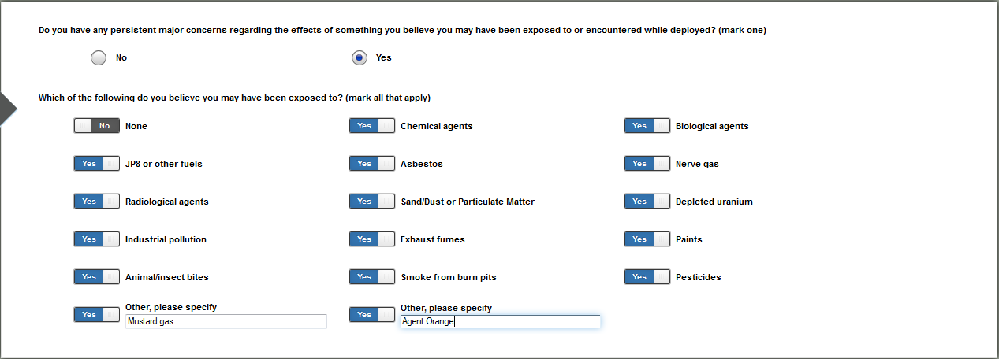 Do you have any persistent major concerns regarding the effects of something you believe you may have been exposed to or encountered while deployed? (mark one)
No Yes
Which of the following do you believe you may have been exposed to? (mark all that apply)
No None Yes Chemical agents Yes Biological agents
Yes JP8 or other fuels Yes Asbestos Yes Nerve gas
Yes Radiological agents Yes Sand/Dust or Particulate Matter Yes Depleted uranium
Yes Industrial pollution Yes Exhaust fumes Yes Paints
Yes Animal/insect bites Yes Smoke from burn pits Yes Pesticides
Other, please specify Other, please specify
Yes Mustard gas Yes Agent Orange